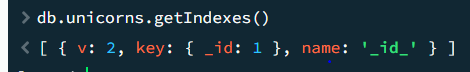 > db.unicorns.getIndexes()
< [ { v: 2, key: { _id: 1 }, name: '_id_' } ]